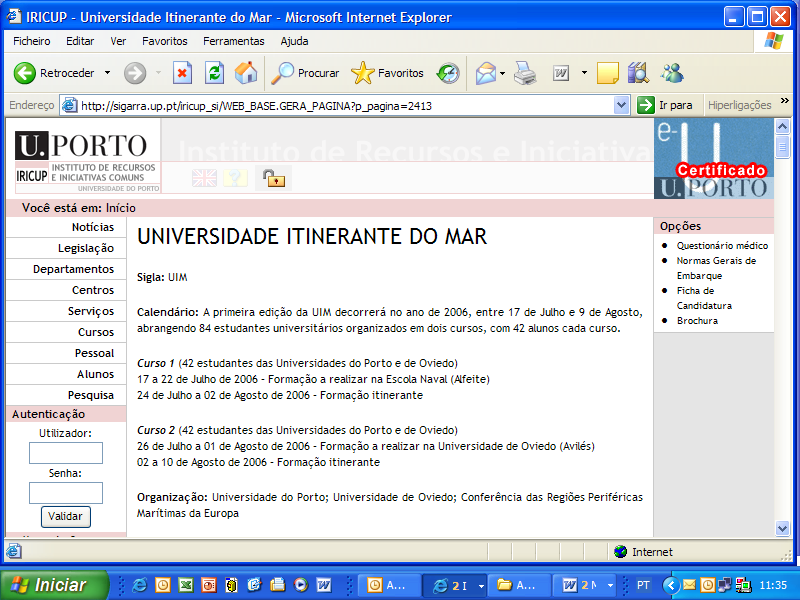 IRICUP - Universidade Itinerante do Mar - Microsoft Internet Explorer
Ficheiro Editar Ver Favoritos Ferramentas Ajuda
Retroceder Procurar Favoritos W
Endereço http://sigarra.up.pt/iricup_si/WEB_BASE.GERA_PAGINA?p_pagina=2413 Ir para Hiperligações »
U.PORTO
IRICUP INSTITUTO DE RECURSOS
E INICIATIVAS COMUNS
UNIVERSIDADE DO PORTO
Instituto de Recursos e Iniciativa
e-
Certificado
U.PORTO
Você está em: Início
Notícias
Legislação
Departamentos
Centros
Serviços
Cursos
Pessoal
Alunos
Pesquisa
Autenticação
Utilizador:
Senha:
Validar
UNIVERSIDADE ITINERANTE DO MAR
Sigla: UIM
Calendário: A primeira edição da UIM decorrerá no ano de 2006, entre 17 de Julho e 9 de Agosto,
abrangendo 84 estudantes universitários organizados em dois cursos, com 42 alunos cada curso.
Curso 1 (42 estudantes das Universidades do Porto e de Oviedo)
17 a 22 de Julho de 2006 - Formação a realizar na Escola Naval (Alfeite)
24 de Julho a 02 de Agosto de 2006 - Formação itinerante
Curso 2 (42 estudantes das Universidades do Porto e de Oviedo)
26 de Julho a 01 de Agosto de 2006 - Formação a realizar na Universidade de Oviedo (Avilés)
02 a 10 de Agosto de 2006 - Formação itinerante
Organização: Universidade do Porto; Universidade de Oviedo; Conferência das Regiões Periféricas
Marítimas da Europa
Opções
Questionário médico
Normas Gerais de
Embarque
Ficha de
Candidatura
Brochura
Internet
Iniciar A... 2 I A... 2 PT 11:35